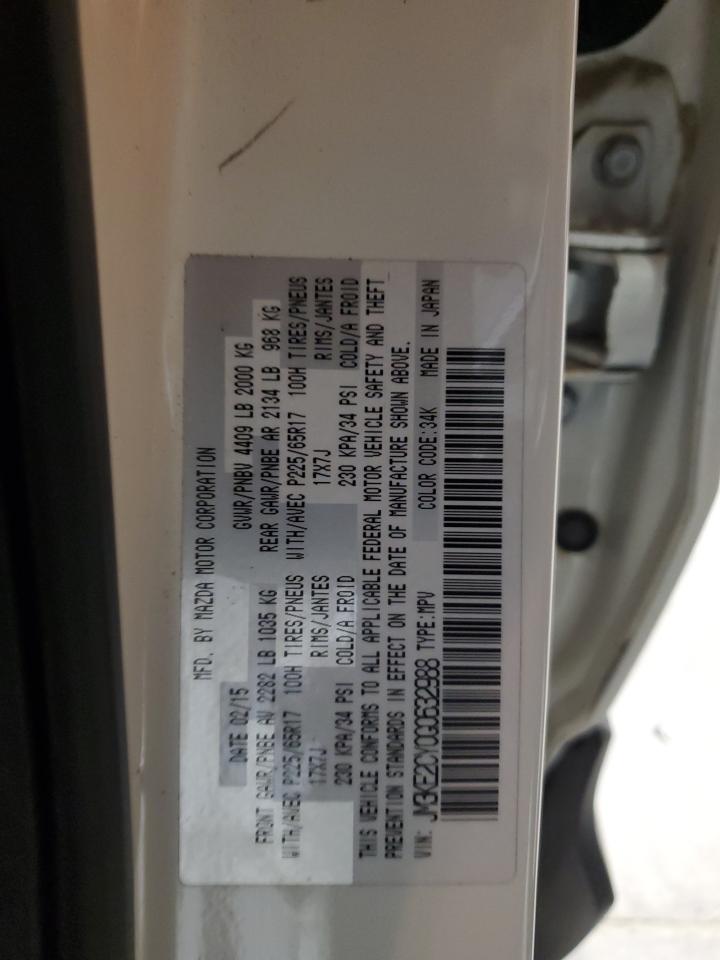 MFD. BY MAZDA MOTOR CORPORATION
DATE 02/15 GVWR/PNBV 4409 LB 2000 KG
FRONT GAWR/PNBE AV 2282 LB 1035 KG REAR GAWR/PNBE AR 2134 LB 968 KG
WITH/AVEC P225/65R17 100H TIRES/PNEUS WITH/AVEC P225/65R17 100H TIRES/PNEUS
17X7J RIMS/JANTES 17X7J RIMS/JANTES
230 KPA/34 PSI COLD/A FROID 230 KPA/34 PSI COLD/A FROID
THIS VEHICLE CONFORMS TO ALL APPLICABLE FEDERAL MOTOR VEHICLE SAFETY AND THEFT
PREVENTION STANDARDS IN EFFECT ON THE DATE OF MANUFACTURE SHOWN ABOVE.
VIN: JM3KE2CY0G0632988 TYPE:MPV COLOR CODE:34K MADE IN JAPAN